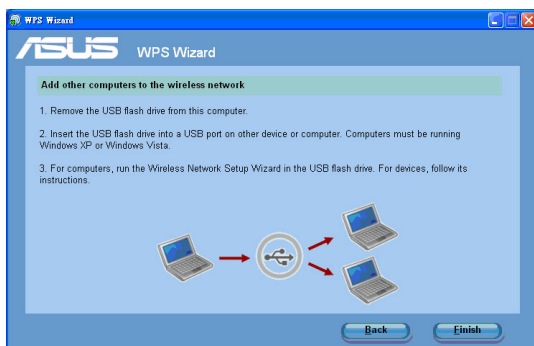 WPS Wizard
ASUS WPS Wizard
Add other computers to the wireless network
1. Remove the USB flash drive from this computer.
2. Insert the USB flash drive into a USB port on other device or computer. Computers must be running
Windows XP or Windows Vista.
3. For computers, run the Wireless Network Setup Wizard in the USB flash drive. For devices, follow its
instructions.
Back Finish